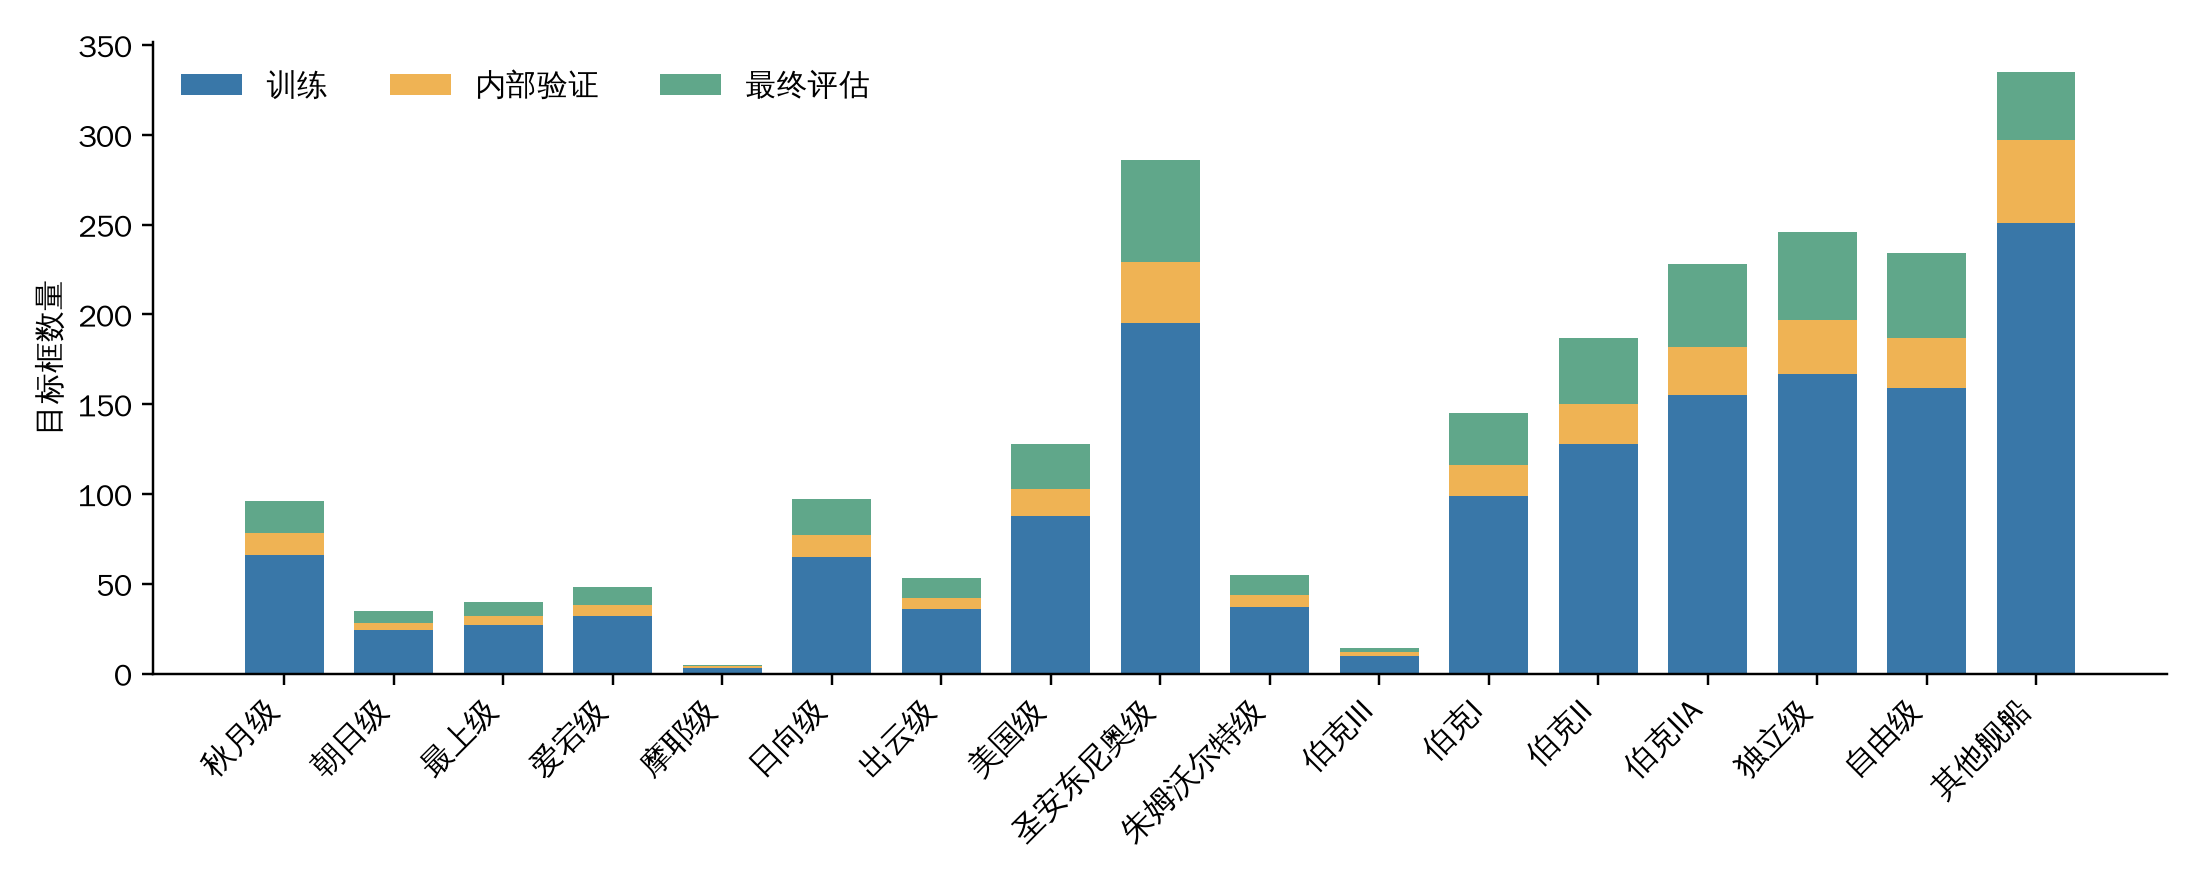 350
300
250
200
150
100
50
0
目标框数量
训练 内部验证 最终评估
秋月级
朝日级
最上级
爱宕级
摩耶级
日向级
出云级
美国级
圣安东尼奥级
朱姆沃尔特级
伯克III
伯克I
伯克II
伯克IIA
独立级
自由级
其他舰船